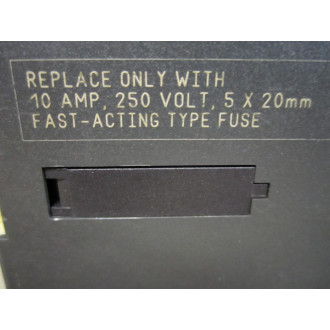 REPLACE ONLY WITH
10 AMP, 250 VOLT, 5 X 20mm
FAST-ACTING TYPE FUSE